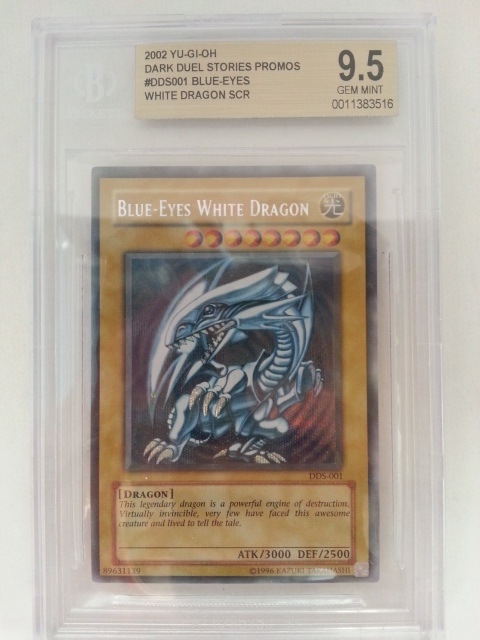 2002 YU-GI-OH
DARK DUEL STORIES PROMOS
#DDS001 BLUE-EYES
WHITE DRAGON SCR
9.5
GEM MINT
0011383516
BLUE-EYES WHITE DRAGON
光
DDS-001
[DRAGON]
This legendary dragon is a powerful engine of destruction.
Virtually invincible, very few have faced this awesome
creature and lived to tell the tale.
ATK/3000 DEF/2500
89631139
©1996 KAZUKI TAKAHASHI